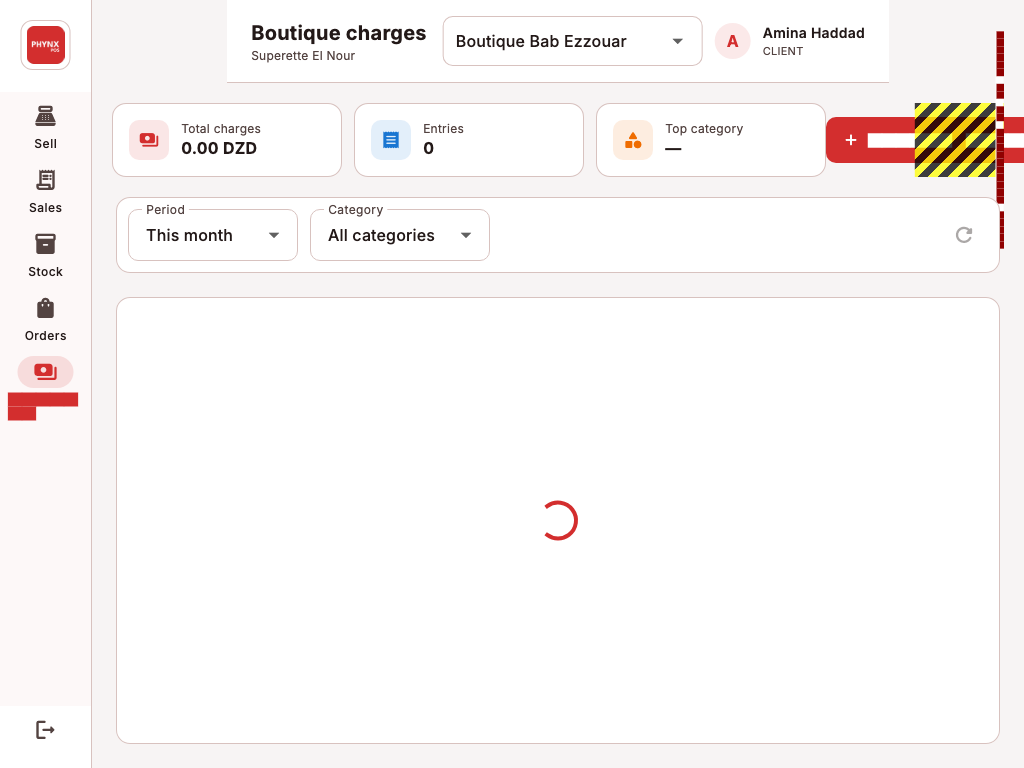 PHYNX
POS
Boutique charges
Superette El Nour
Boutique Bab Ezzouar
A
Amina Haddad
CLIENT
Sell
Sales
Stock
Orders
Total charges
0.00 DZD
Entries
0
Top category
—
+
Period
This month
Category
All categories